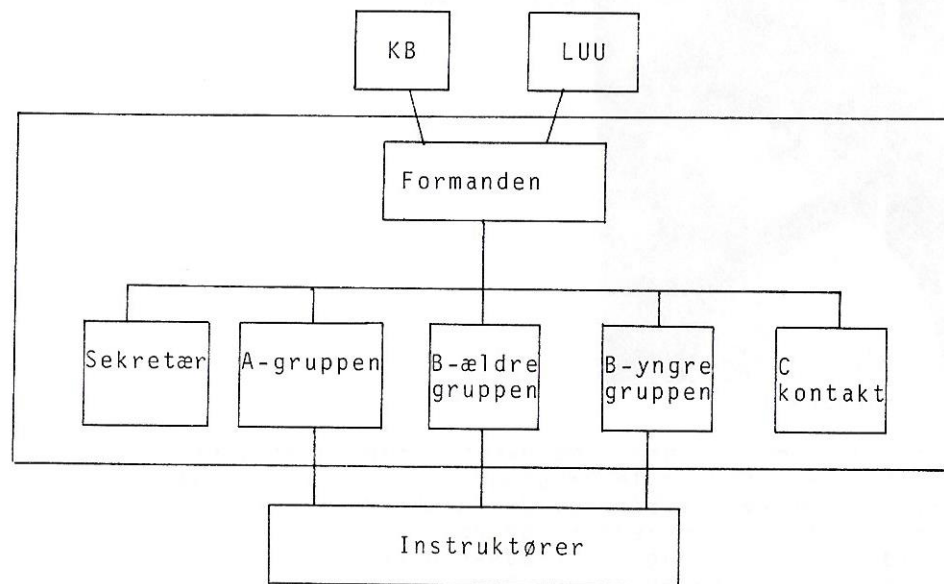 KB
LUU
Formanden
Sekretær
A-gruppen
B-ældre
gruppen
B-yngre
gruppen
C
kontakt
Instruktører